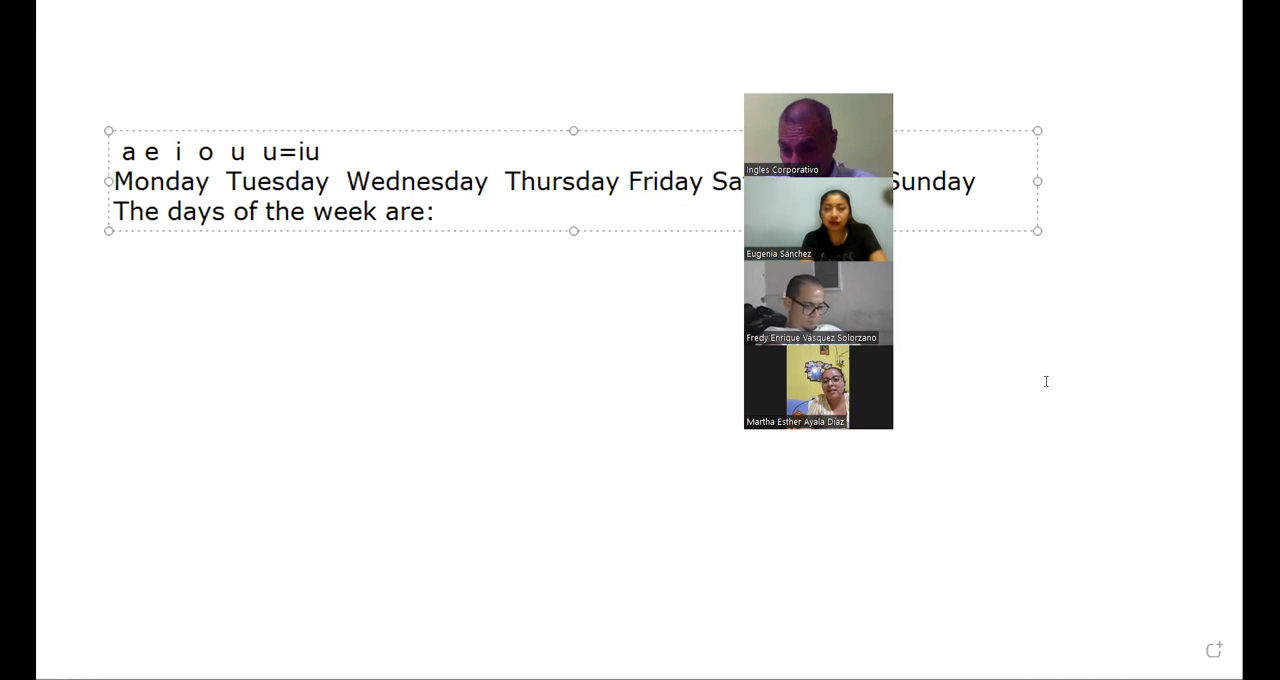 a e i o u u=iu
Monday Tuesday Wednesday Thursday Friday Sunday
The days of the week are:
Ingles Corporativo
Eugenia Sánchez
Fredy Enrique Vásquez Solorzano
Martha Esther Ayala Díaz